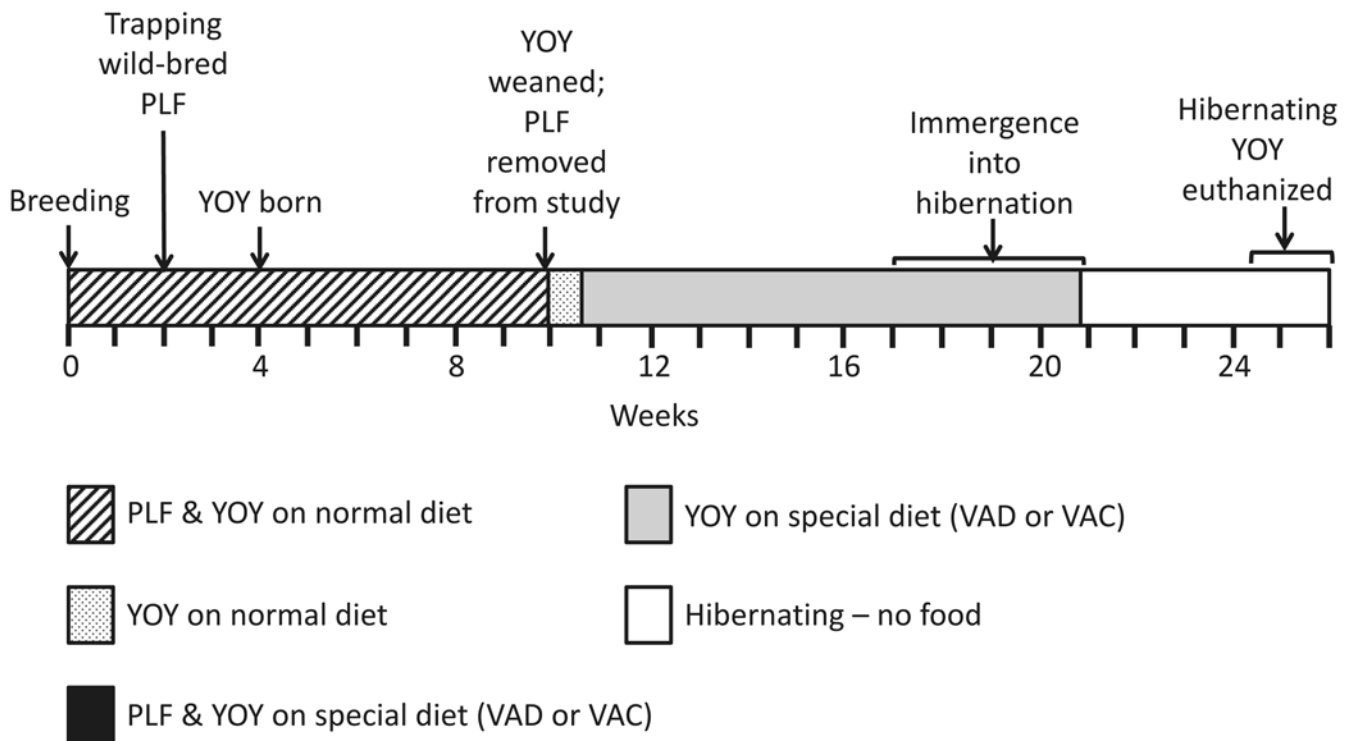 Trapping
wild-bred
PLF
YOY
weaned;
PLF
removed
from study
Immergence
into
hibernation
Hibernating
YOY
euthanized
Breeding
YOY born
0 4 8 12 16 20 24
Weeks
PLF & YOY on normal diet
YOY on special diet (VAD or VAC)
YOY on normal diet
Hibernating – no food
PLF & YOY on special diet (VAD or VAC)